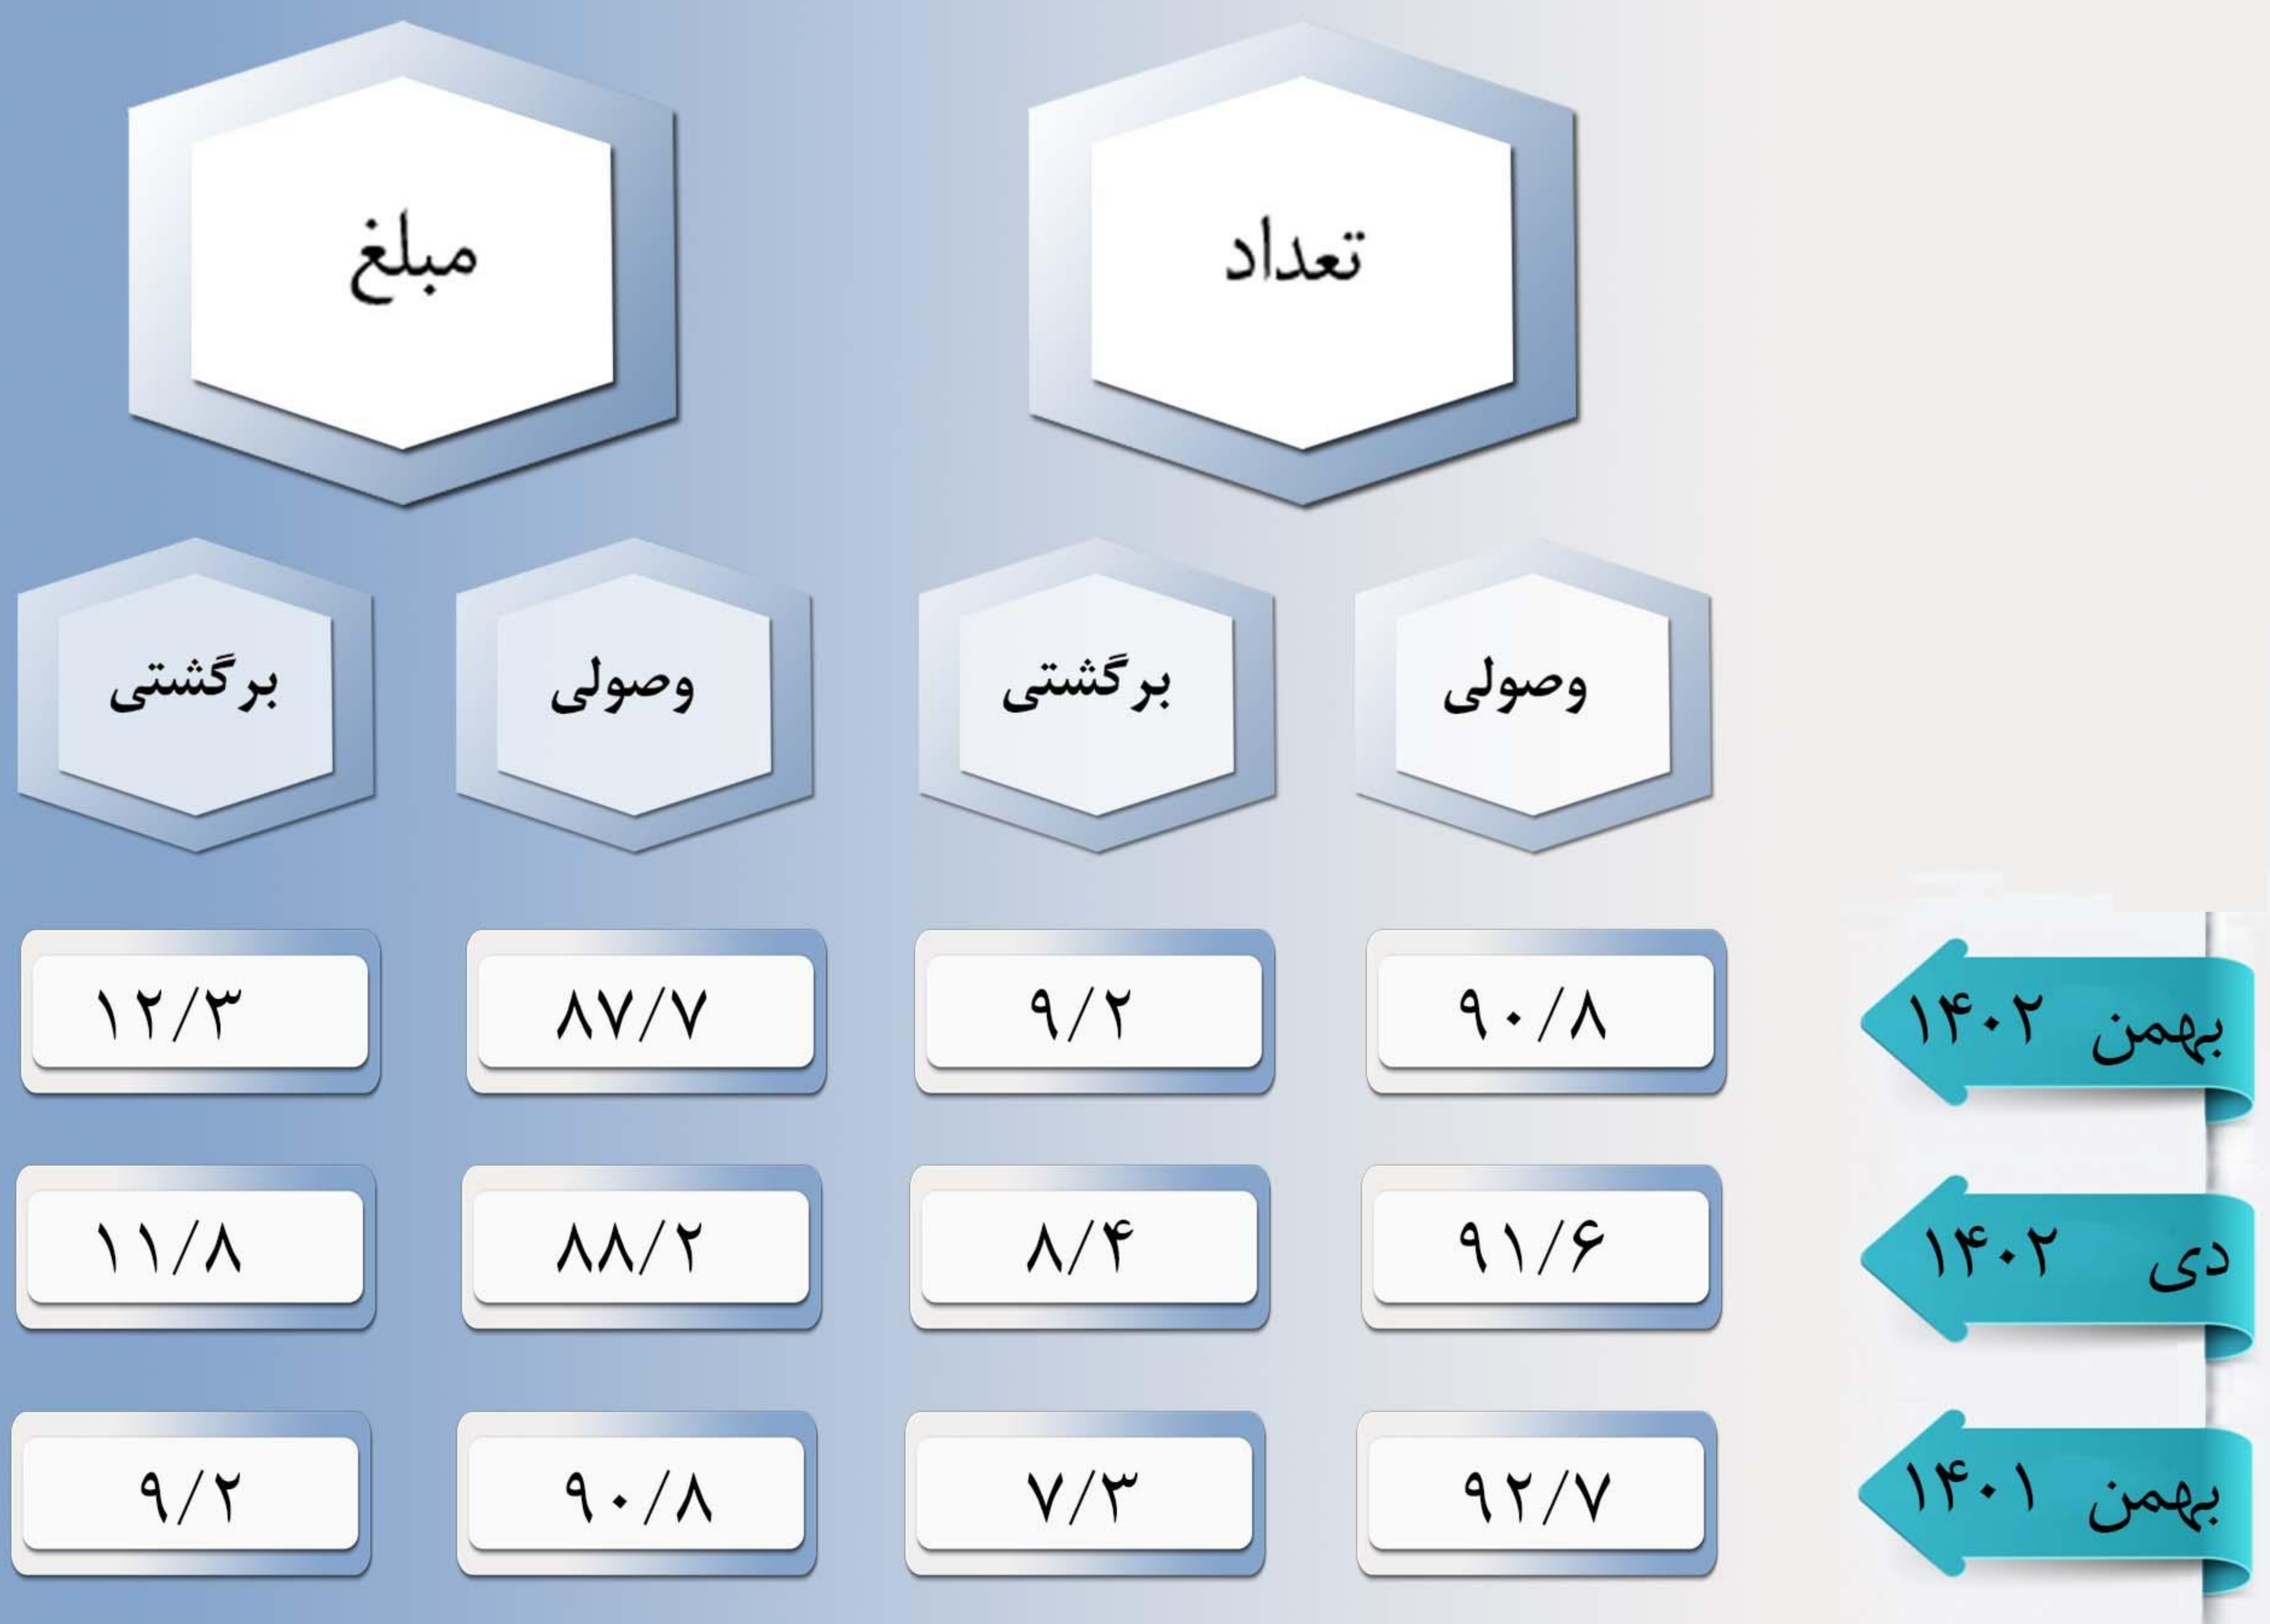 تعداد مبلغ
وصولی برگشتی وصولی برگشتی
بهمن ۱۴۰۲ ۹۰/۸ ۹/۲ ۸۷/۷ ۱۲/۳
دی ۱۴۰۲ ۹۱/۶ ۸/۴ ۸۸/۲ ۱۱/۸
بهمن ۱۴۰۱ ۹۲/۷ ۷/۳ ۹۰/۸ ۹/۲